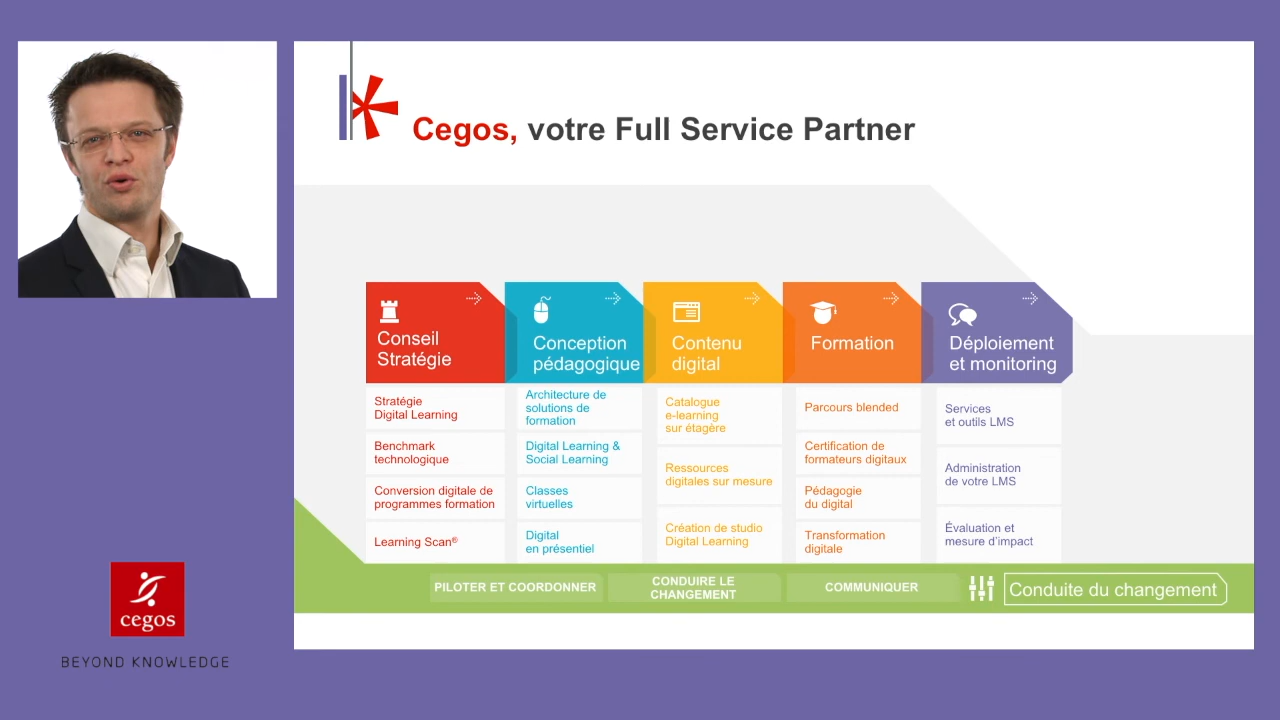 Cegos, votre Full Service Partner
Conseil
Stratégie
Conception
pédagogique
Contenu
digital
Formation
Déploiement
et monitoring
Stratégie
Digital Learning
Benchmark
technologique
Conversion digitale de
programmes formation
Learning Scan®
Architecture de
solutions de
formation
Digital Learning &
Social Learning
Classes
virtuelles
Digital
en présentiel
Catalogue
e-learning
sur étagère
Ressources
digitales sur mesure
Création de studio
Digital Learning
Parcours blended
Certification de
formateurs digitaux
Pédagogie
du digital
Transformation
digitale
Services
et outils LMS
Administration
de votre LMS
Évaluation et
mesure d'impact
PILOTER ET COORDONNER
CONDUIRE LE
CHANGEMENT
COMMUNIQUER
Conduite du changement
cegos
BEYOND KNOWLEDGE